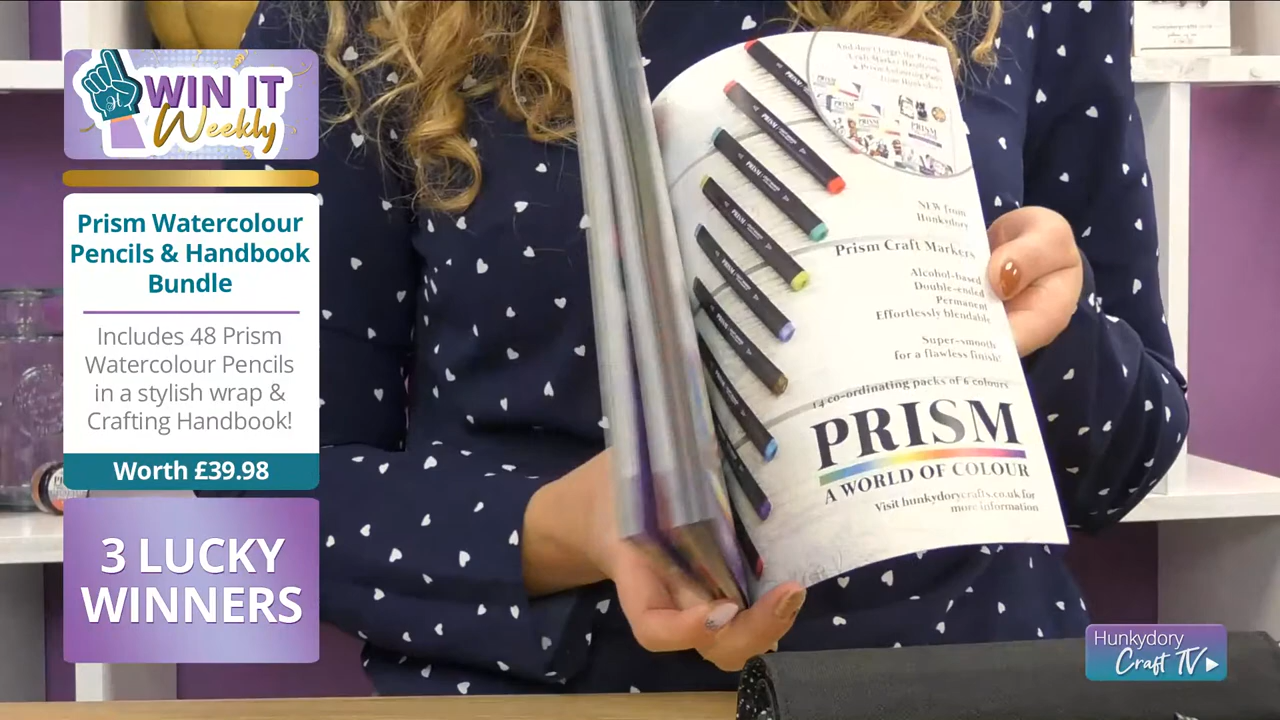 WIN IT
Weekly
Prism Watercolour
Pencils & Handbook
Bundle
Includes 48 Prism
Watercolour Pencils
in a stylish wrap &
Crafting Handbook!
Worth £39.98
3 LUCKY
WINNERS
from Hunkydory
PRISM
NEW from
Hunkydory
Prism Craft Markers
Alcohol-based
Double-ended
Permanent
Effortlessly blendable
Super-smooth
for a flawless finish!
14 co-ordinating packs of 6 colours
PRISM
A WORLD OF COLOUR
Visit hunkydorycrafts.co.uk for
more information
Hunkydory
Craft TV